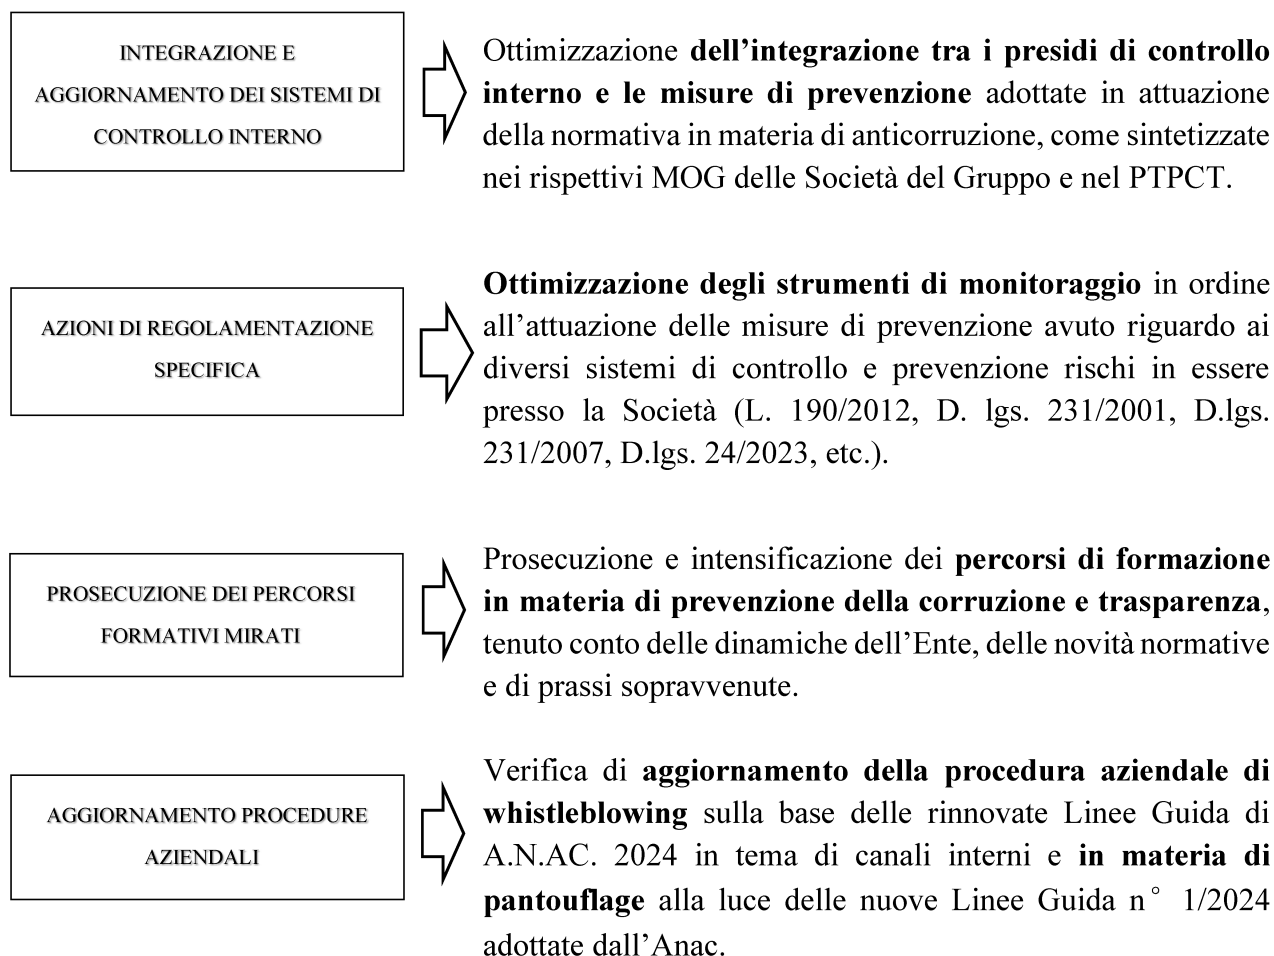 INTEGRAZIONE E
AGGIORNAMENTO DEI SISTEMI DI
CONTROLLO INTERNO
Ottimizzazione dell’integrazione tra i presidi di controllo
interno e le misure di prevenzione adottate in attuazione
della normativa in materia di anticorruzione, come sintetizzate
nei rispettivi MOG delle Società del Gruppo e nel PTPCT.
AZIONI DI REGOLAMENTAZIONE
SPECIFICA
Ottimizzazione degli strumenti di monitoraggio in ordine
all’attuazione delle misure di prevenzione avuto riguardo ai
diversi sistemi di controllo e prevenzione rischi in essere
presso la Società (L. 190/2012, D. lgs. 231/2001, D.lgs.
231/2007, D.lgs. 24/2023, etc.).
PROSECUZIONE DEI PERCORSI
FORMATIVI MIRATI
Prosecuzione e intensificazione dei percorsi di formazione
in materia di prevenzione della corruzione e trasparenza,
tenuto conto delle dinamiche dell’Ente, delle novità normative
e di prassi sopravvenute.
AGGIORNAMENTO PROCEDURE
AZIENDALI
Verifica di aggiornamento della procedura aziendale di
whistleblowing sulla base delle rinnovate Linee Guida di
A.N.AC. 2024 in tema di canali interni e in materia di
pantouflage alla luce delle nuove Linee Guida n° 1/2024
adottate dall’Anac.